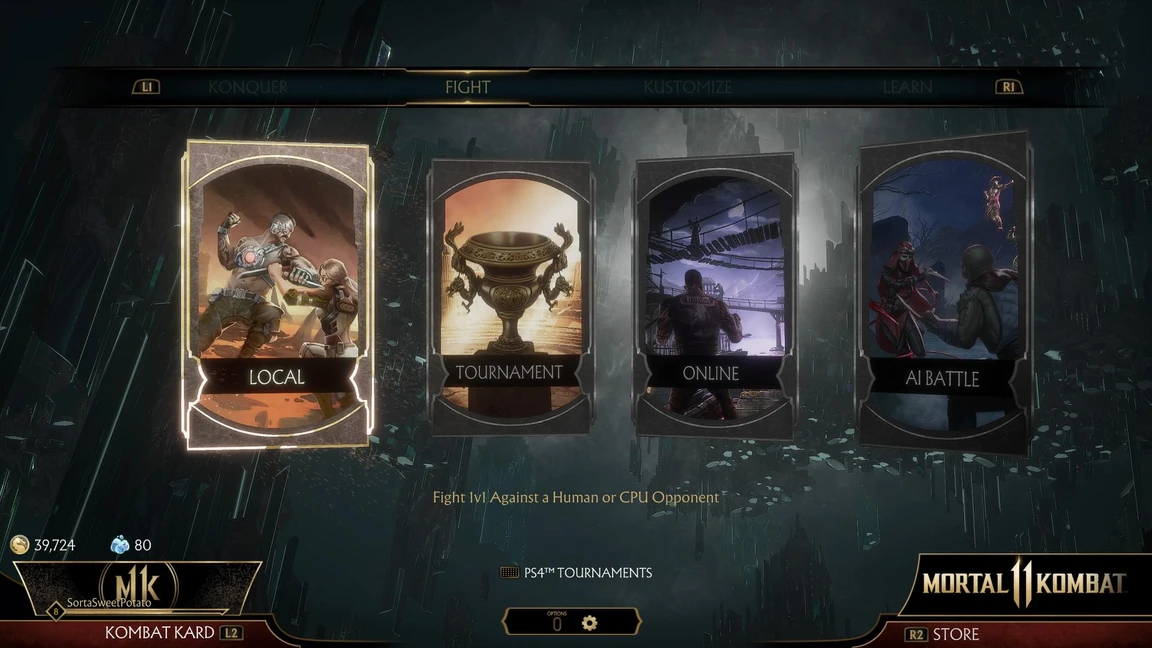 L1 KONQUER FIGHT KUSTOMIZE LEARN R1
LOCAL
TOURNAMENT
ONLINE
AI BATTLE
Fight 1v1 Against a Human or CPU Opponent
39,724 80
PS4™ TOURNAMENTS
MK
SortaSweetPotato
8
KOMBAT KARD L2
OPTIONS
MORTAL 11 KOMBAT
R2 STORE